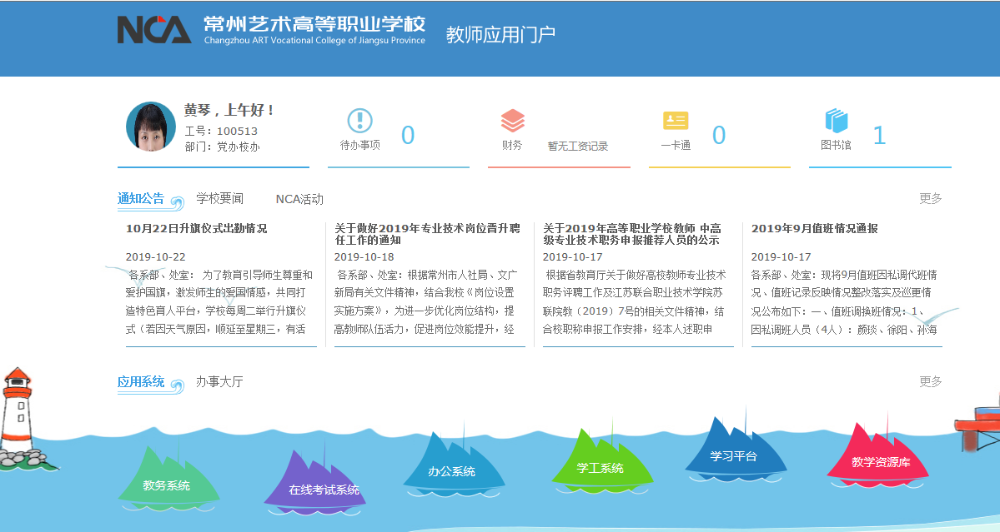 NCA 常州艺术高等职业学校
Changzhou ART Vocational College of Jiangsu Province
教师应用门户
黄琴，上午好！
工号：100513
部门：党办校办
待办事项 0
财务 暂无工资记录
一卡通 0
图书馆 1
通知公告 学校要闻 NCA活动 更多
10月22日升旗仪式出勤情况
2019-10-22
各系部、处室： 为了教育引导师生尊重和
爱护国旗，激发师生的爱国情感，共同打
造特色育人平台，学校每周二举行升旗仪
式（若因天气原因，顺延至星期三，有活
关于做好2019年专业技术岗位晋升聘
任工作的通知
2019-10-18
各系部、处室：根据常州市人社局、文广
新局有关文件精神，结合我校《岗位设置
实施方案》，为进一步优化岗位结构，提
高教师队伍活力，促进岗位效能提升，经
关于2019年高等职业学校教师 中高
级专业技术职务申报推荐人员的公示
2019-10-17
根据省教育厅关于做好高校教师专业技术
职务评聘工作及江苏联合职业技术学院苏
联院教（2019）7号的相关文件精神，结
合校职称申报工作安排，经本人述职申
2019年9月值班情况通报
2019-10-17
各系部、处室：现将9月值班因私调代班情
况、值班记录反映情况整改落实及巡更情
况公布如下：一、值班调换班情况：1、
因私调班人员（4人）：颜琰、徐阳、孙海
应用系统 办事大厅 更多
教务系统
在线考试系统
办公系统
学工系统
学习平台
教学资源库